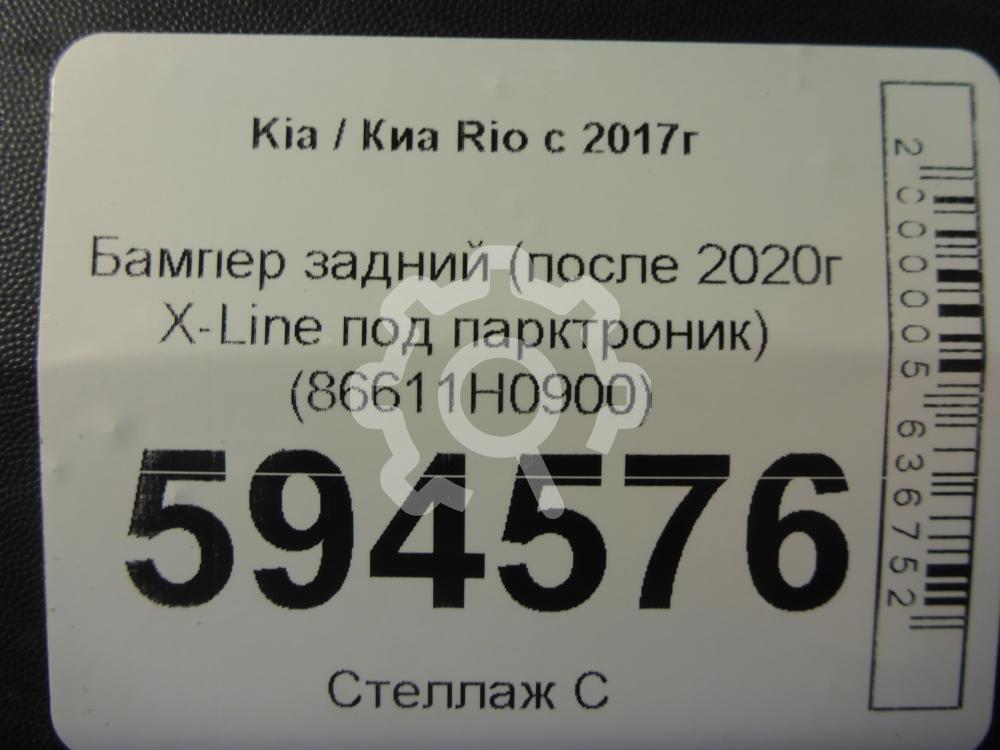 Kia / Киа Rio с 2017г
Бампер задний (после 2020г
X-Line под парктроник)
(86611H0900)
594576
Стеллаж С
2000005636752